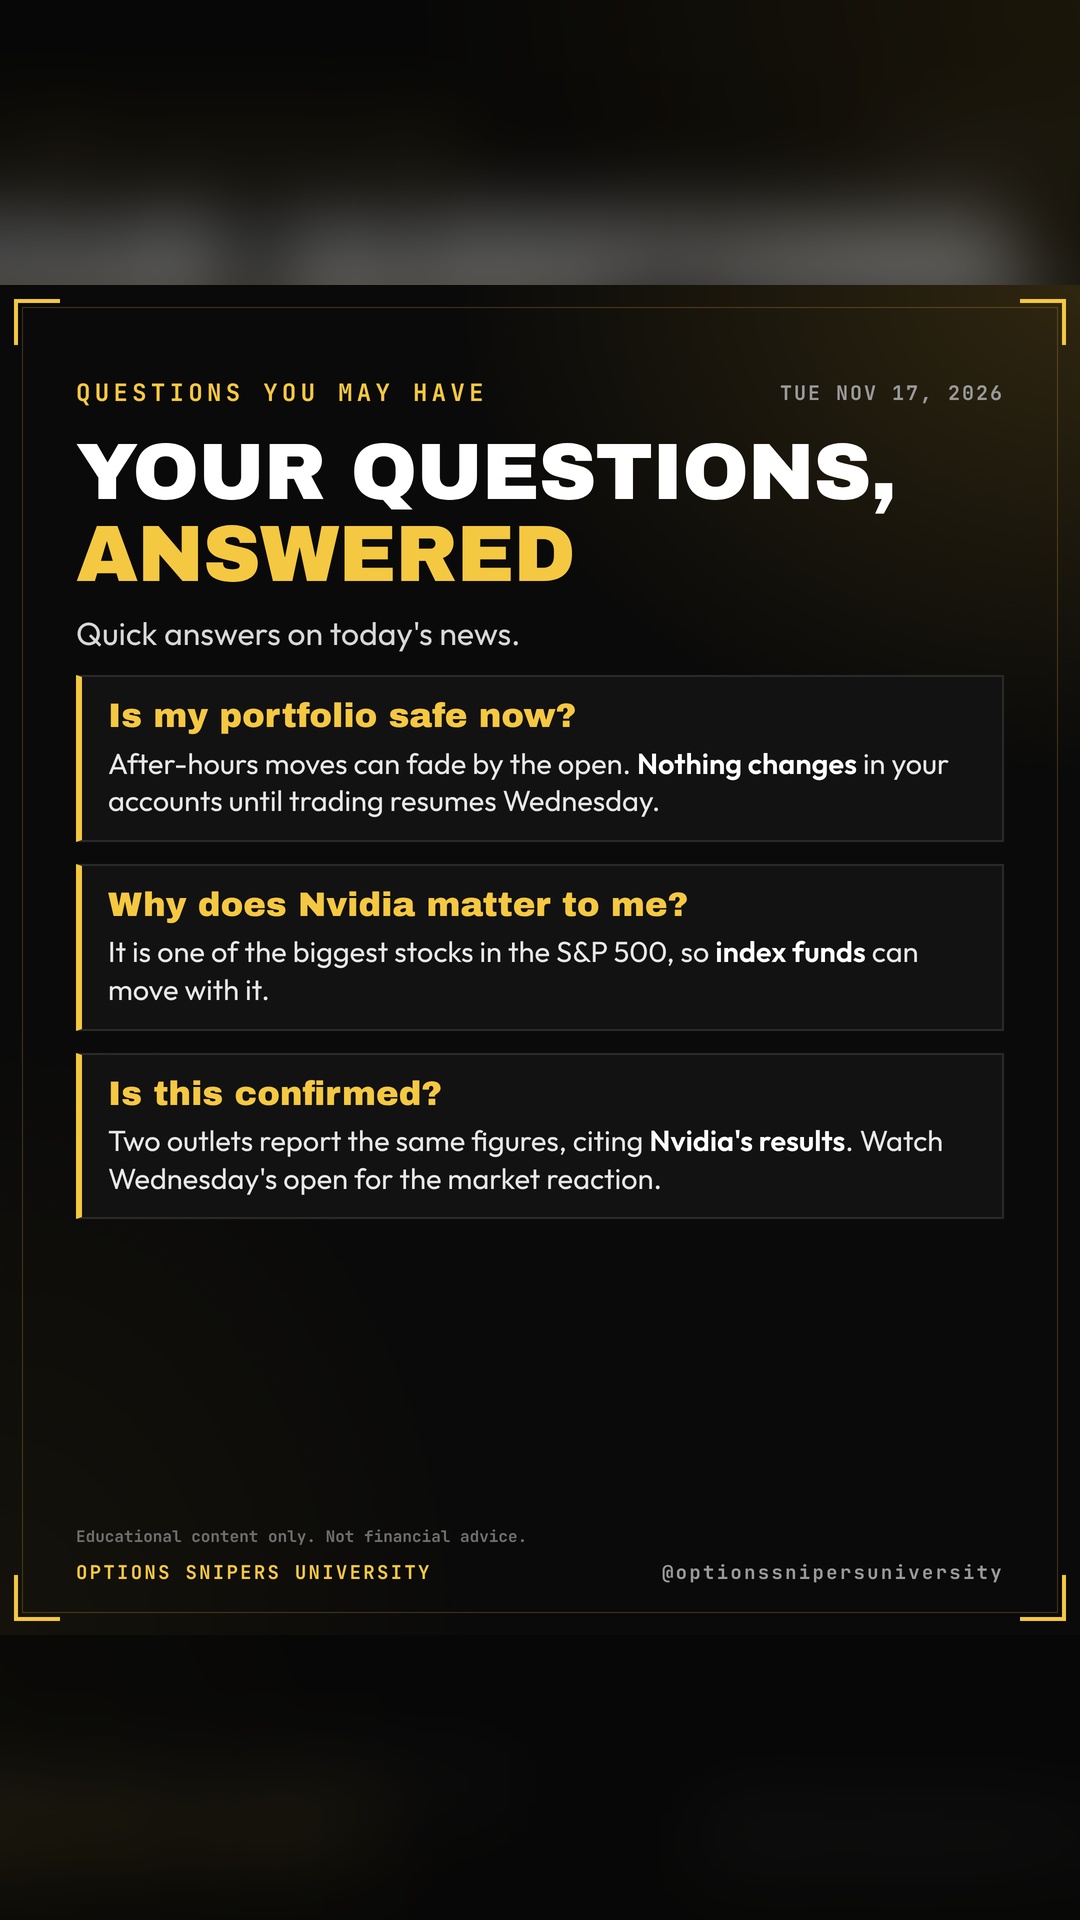 QUESTIONS YOU MAY HAVE
TUE NOV 17, 2026
YOUR QUESTIONS,
ANSWERED
Quick answers on today's news.
Is my portfolio safe now?
After-hours moves can fade by the open. Nothing changes in your
accounts until trading resumes Wednesday.
Why does Nvidia matter to me?
It is one of the biggest stocks in the S&P 500, so index funds can
move with it.
Is this confirmed?
Two outlets report the same figures, citing Nvidia's results. Watch
Wednesday's open for the market reaction.
Educational content only. Not financial advice.
OPTIONS SNIPERS UNIVERSITY
@optionssnipersuniversity